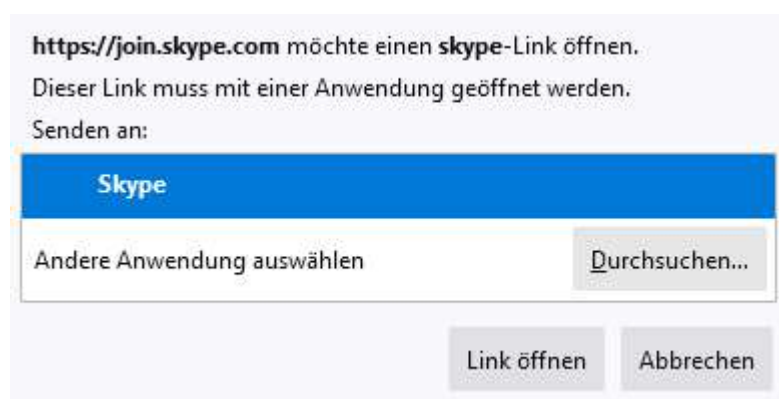 https://join.skype.com möchte einen skype-Link öffnen.
Dieser Link muss mit einer Anwendung geöffnet werden.
Senden an:
Skype
Andere Anwendung auswählen Durchsuchen...
Link öffnen Abbrechen